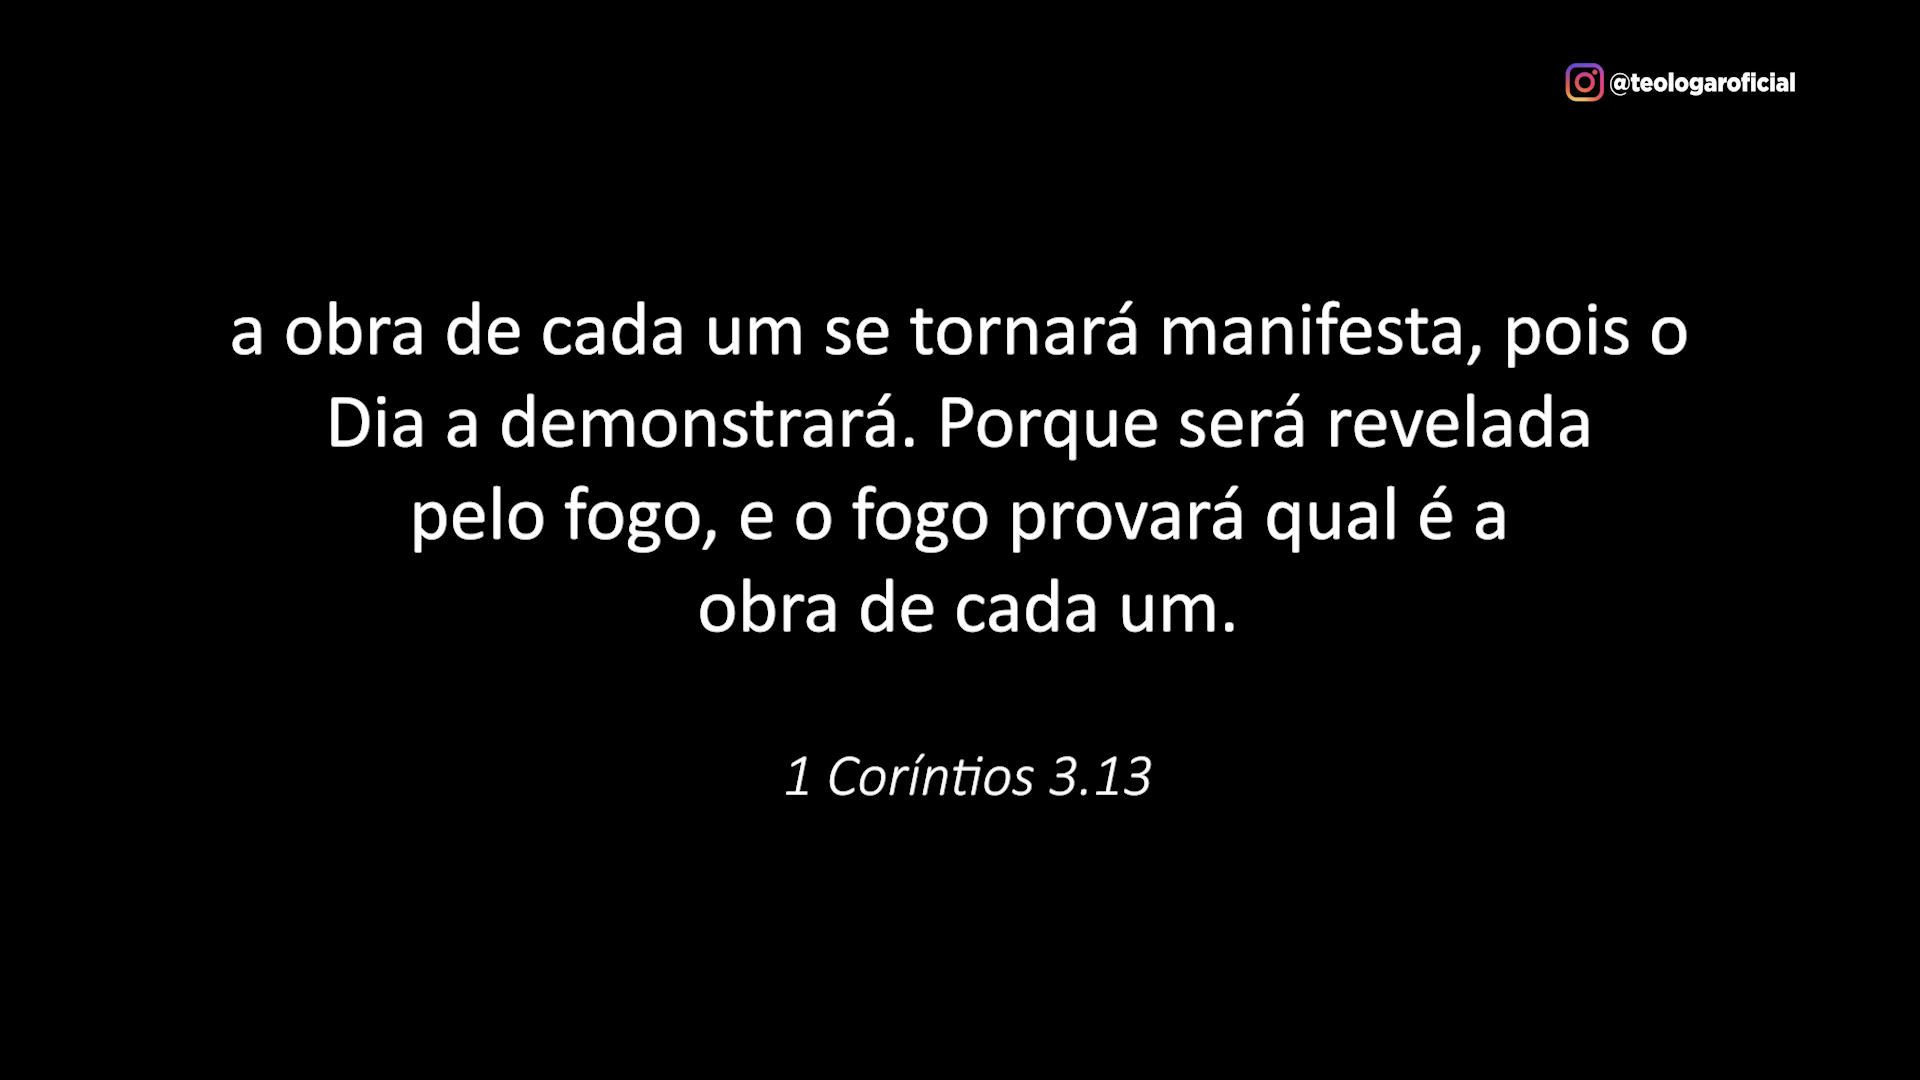 @teologaroficial
a obra de cada um se tornará manifesta, pois o
Dia a demonstrará. Porque será revelada
pelo fogo, e o fogo provará qual é a
obra de cada um.
1 Coríntios 3.13